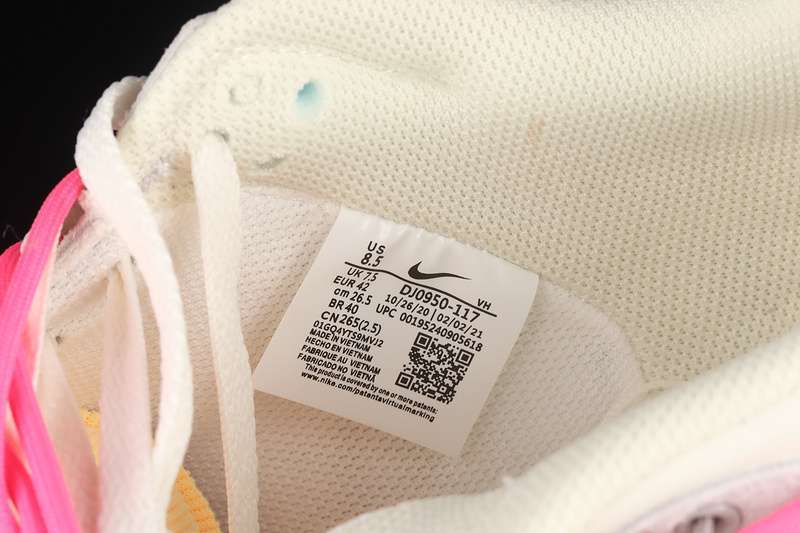 US
8.5
UK 7.5
EUR 42
cm 26.5
BR 40
CN 265(2.5)
DJ0950-117 VH
10/26/20 | 02/02/21
UPC 00195240905618
01GQ4YTS9MVJ2
MADE IN VIETNAM
HECHO EN VIETNAM
FABRIQUE AU VIETNAM
FABRICADO NO VIETNÃ
This product is covered by one or more patents:
www.nike.com/patentsvirtualmarking